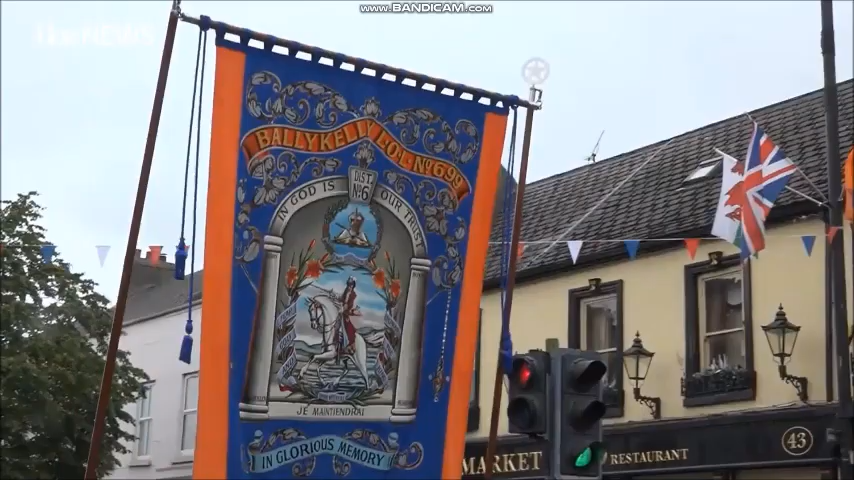 www.BANDICAM.com
BALLYKELLY L.O.L. No 699
DIST.
No 6
IN GOD IS OUR TRUST
JE MAINTIENDRAI
IN GLORIOUS MEMORY
MARKET
RESTAURANT
43